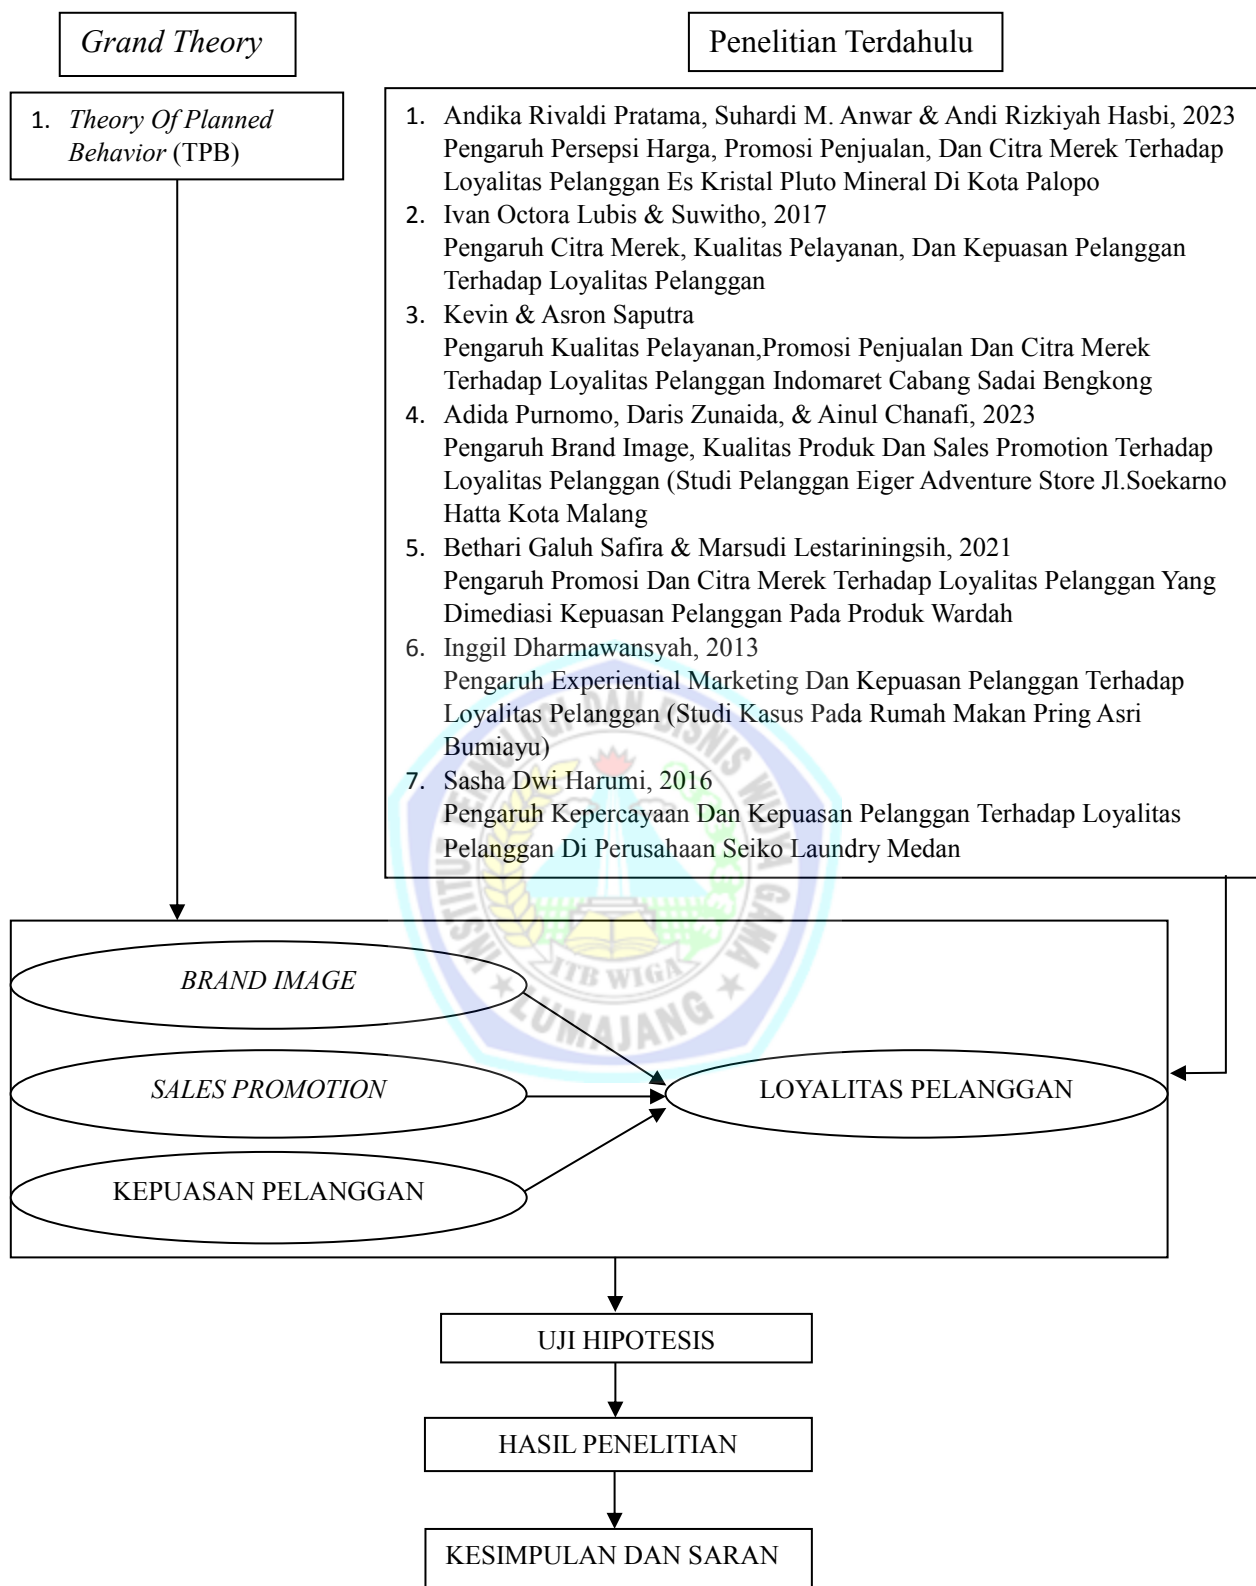 Grand Theory
Penelitian Terdahulu
1. Theory Of Planned
Behavior (TPB)
1. Andika Rivaldi Pratama, Suhardi M. Anwar & Andi Rizkiyah Hasbi, 2023
Pengaruh Persepsi Harga, Promosi Penjualan, Dan Citra Merek Terhadap
Loyalitas Pelanggan Es Kristal Pluto Mineral Di Kota Palopo
2. Ivan Octora Lubis & Suwitho, 2017
Pengaruh Citra Merek, Kualitas Pelayanan, Dan Kepuasan Pelanggan
Terhadap Loyalitas Pelanggan
3. Kevin & Asron Saputra
Pengaruh Kualitas Pelayanan,Promosi Penjualan Dan Citra Merek
Terhadap Loyalitas Pelanggan Indomaret Cabang Sadai Bengkong
4. Adida Purnomo, Daris Zunaida, & Ainul Chanafi, 2023
Pengaruh Brand Image, Kualitas Produk Dan Sales Promotion Terhadap
Loyalitas Pelanggan (Studi Pelanggan Eiger Adventure Store Jl.Soekarno
Hatta Kota Malang
5. Bethari Galuh Safira & Marsudi Lestariningsih, 2021
Pengaruh Promosi Dan Citra Merek Terhadap Loyalitas Pelanggan Yang
Dimediasi Kepuasan Pelanggan Pada Produk Wardah
6. Inggil Dharmawansyah, 2013
Pengaruh Experiential Marketing Dan Kepuasan Pelanggan Terhadap
Loyalitas Pelanggan (Studi Kasus Pada Rumah Makan Pring Asri
Bumiayu)
7. Sasha Dwi Harumi, 2016
Pengaruh Kepercayaan Dan Kepuasan Pelanggan Terhadap Loyalitas
Pelanggan Di Perusahaan Seiko Laundry Medan
INSTITUT TEKNOLOGI DAN BISNIS WIDYA GAMA
ITB WIGA
LUMAJANG
BRAND IMAGE
SALES PROMOTION
LOYALITAS PELANGGAN
KEPUASAN PELANGGAN
UJI HIPOTESIS
HASIL PENELITIAN
KESIMPULAN DAN SARAN